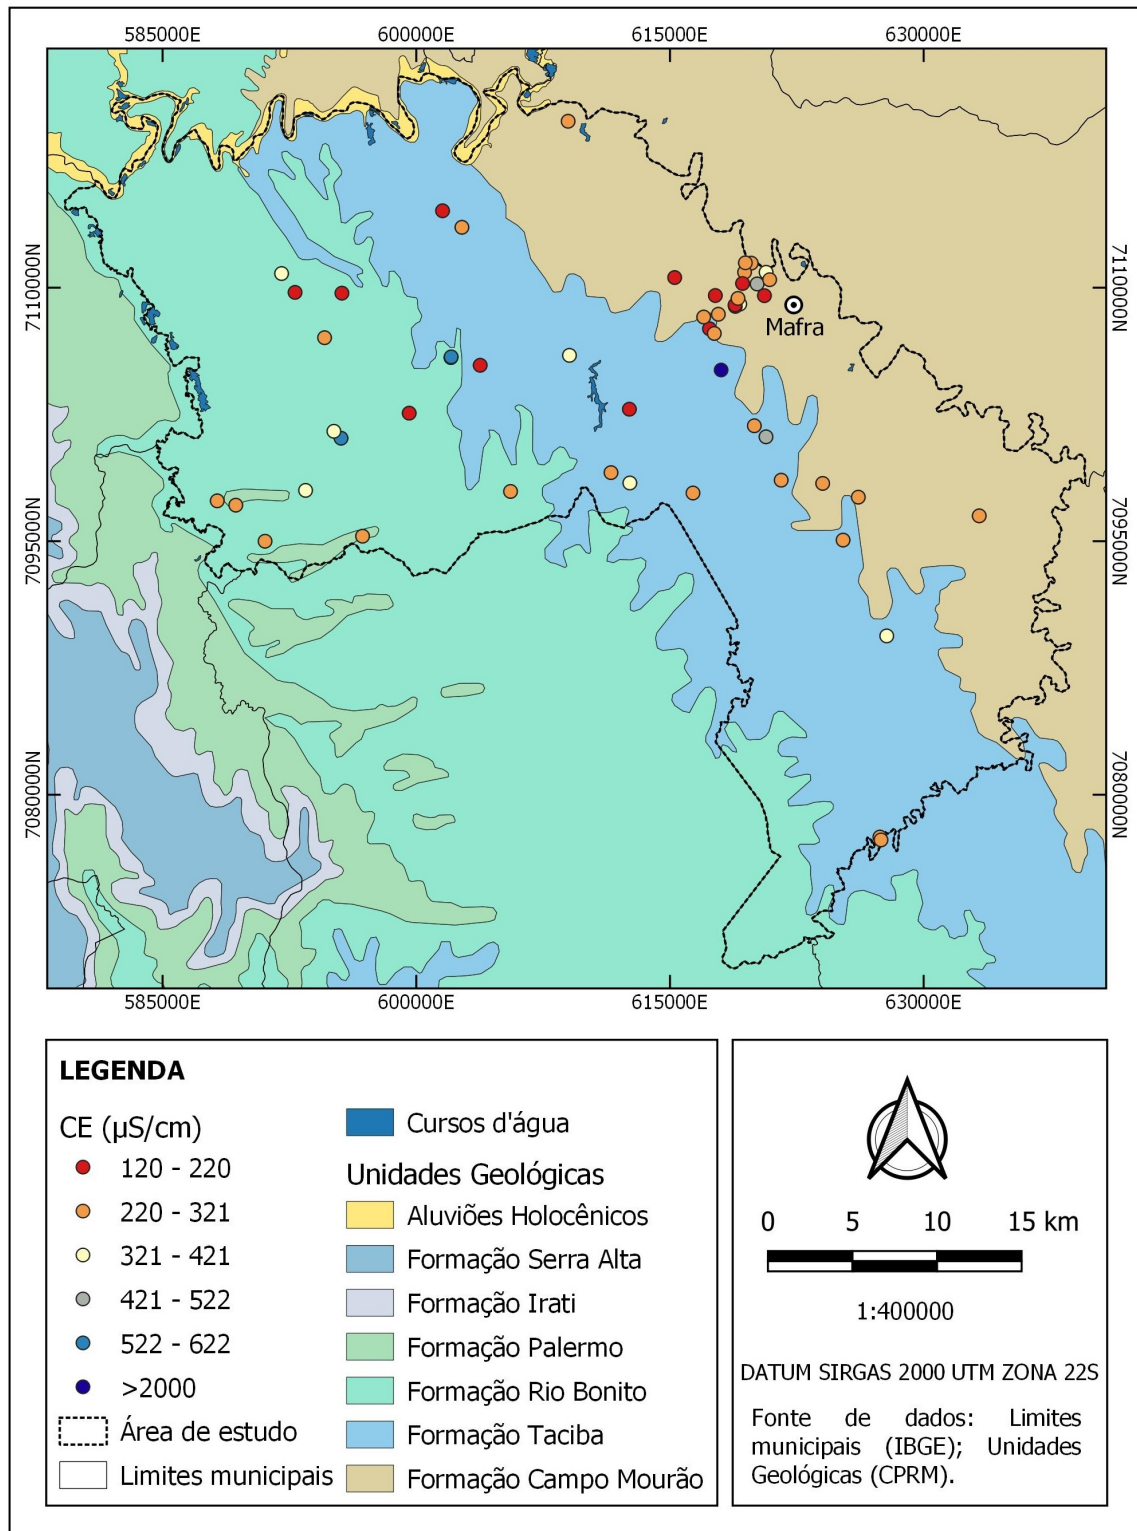 585000E 600000E 615000E 630000E
7110000N 7110000N
Mafra
7095000N 7095000N
7080000N 7080000N
585000E 600000E 615000E 630000E
LEGENDA
CE (µS/cm)
120 - 220
220 - 321
321 - 421
421 - 522
522 - 622
>2000
Área de estudo
Limites municipais
Cursos d'água
Unidades Geológicas
Aluviões Holocênicos
Formação Serra Alta
Formação Irati
Formação Palermo
Formação Rio Bonito
Formação Taciba
Formação Campo Mourão
0 5 10 15 km
1:400000
DATUM SIRGAS 2000 UTM ZONA 22S
Fonte de dados: Limites
municipais (IBGE); Unidades
Geológicas (CPRM).